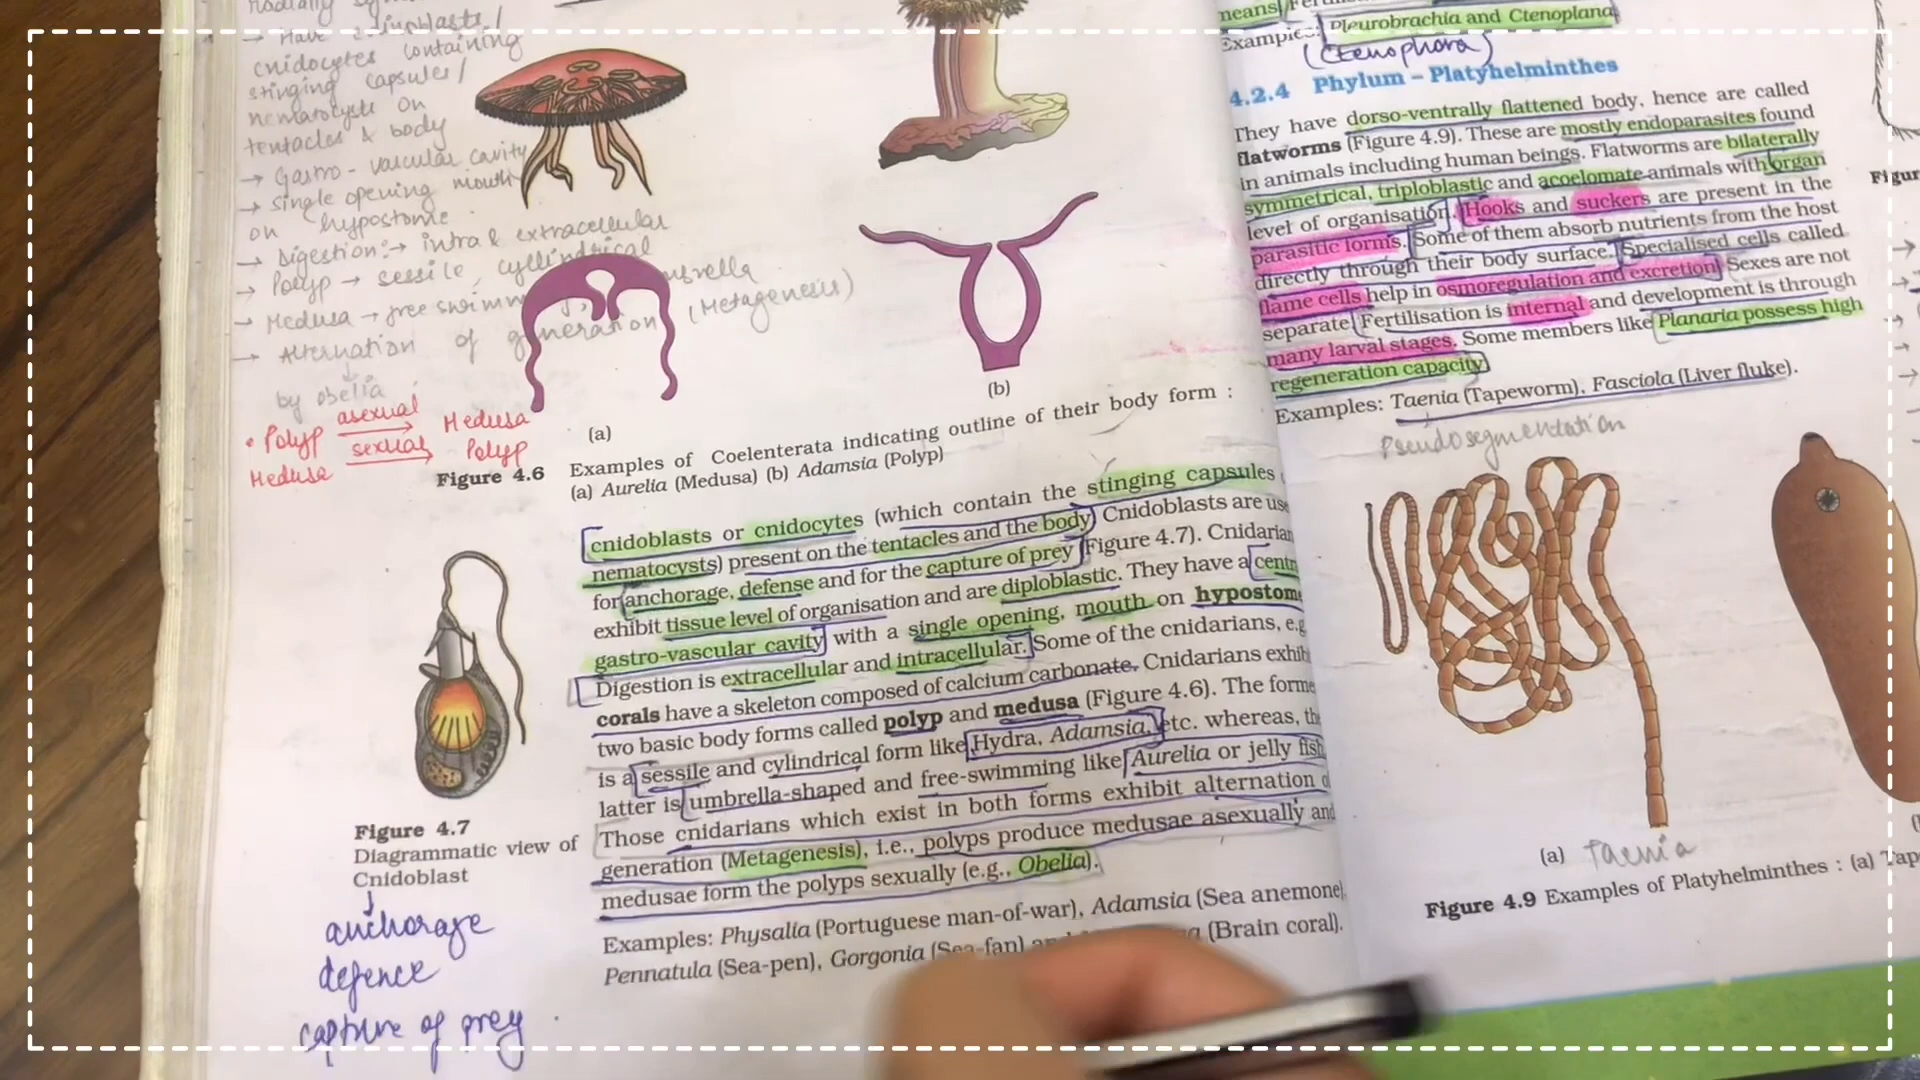 Radially
→ Have cnidoblasts /
cnidocytes containing
stinging capsules /
nematocysts on
tentacles & body
→ Gastro - vascular cavity
→ single opening mouth
on hypostome
→ Digestion:→ intra & extracellular
→ Polyp → sessile, cyllindrical
→ Medusa → free swimm umbrella
→ Alternation of generation (Metagenesis)
by obelia
• Polyp asexual Medusa
Medusa sexual Polyp
(a)
(b)
Figure 4.6 Examples of Coelenterata indicating outline of their body form :
(a) Aurelia (Medusa) (b) Adamsia (Polyp)
cnidoblasts or cnidocytes (which contain the stinging capsules
nematocysts) present on the tentacles and the body. Cnidoblasts are use
for anchorage, defense and for the capture of prey (Figure 4.7). Cnidarian
exhibit tissue level of organisation and are diploblastic. They have a centr
gastro-vascular cavity with a single opening, mouth on hypostome
Digestion is extracellular and intracellular. Some of the cnidarians, e.g
corals have a skeleton composed of calcium carbonate. Cnidarians exhib
two basic body forms called polyp and medusa (Figure 4.6). The forme
is a sessile and cylindrical form like Hydra, Adamsia, etc. whereas, the
latter is umbrella-shaped and free-swimming like Aurelia or jelly fish
Those cnidarians which exist in both forms exhibit alternation o
generation (Metagenesis), i.e., polyps produce medusae asexually and
medusae form the polyps sexually (e.g., Obelia).
Examples: Physalia (Portuguese man-of-war), Adamsia (Sea anemone)
Pennatula (Sea-pen), Gorgonia (Sea-fan) and (Brain coral).
Figure 4.7
Diagrammatic view of
Cnidoblast
↓
anchorage
defence
capture of prey
means Fer
Examples: Pleurobrachia and Ctenoplana
(Ctenophora)
4.2.4 Phylum – Platyhelminthes
They have dorso-ventrally flattened body, hence are called
flatworms (Figure 4.9). These are mostly endoparasites found
in animals including human beings. Flatworms are bilaterally
symmetrical, triploblastic and acoelomate animals with organ
level of organisation. Hooks and suckers are present in the
parasitic forms. Some of them absorb nutrients from the host
directly through their body surface. Specialised cells called
flame cells help in osmoregulation and excretion. Sexes are not
separate. Fertilisation is internal and development is through
many larval stages. Some members like Planaria possess high
regeneration capacity.
Examples: Taenia (Tapeworm), Fasciola (Liver fluke).
Pseudosegmentation
(a) Taenia
Figure 4.9 Examples of Platyhelminthes : (a) Tap
Figur